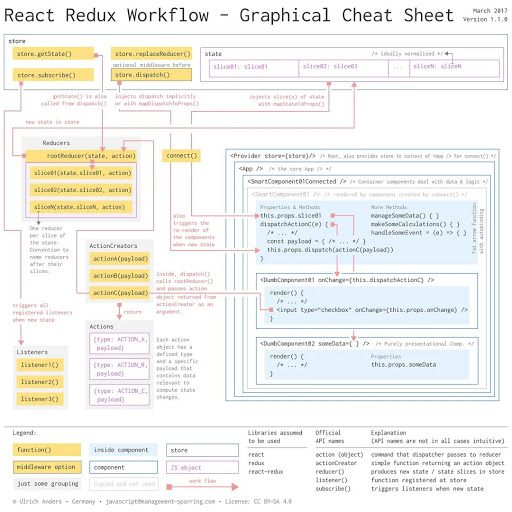 React Redux Workflow – Graphical Cheat Sheet
March 2017
Version 1.1.0
store
store.getState()
store.replaceReducer()
optional middleware before
store.subscribe()
store.dispatch()
state
/* ideally normalized */
slice01: slice01
slice02: slice02
...
sliceN: sliceN
getState() is also
called from dispatch()
injects dispatch implicitly
or with mapDispatchToProps()
injects slice(s) of state
with mapStateToProps()
new state in store
Reducers
rootReducer(state, action)
slice01(state.slice01, action)
slice02(state.slice02, action)
sliceN(state.sliceN, action)
One reducer
per slice of
the state.
Convention to
name reducers
after their
slices.
connect()
also
triggers the
re-render of
the components
when new state
ActionCreators
actionA(payload)
actionB(payload)
actionC(payload)
Inside, dispatch()
calls rootReducer()
and passes action
object returned from
actionCreator as an
argument.
return
triggers all
registered listeners
when new state
Listeners
listener1()
listener2()
listener3()
Actions
{type: ACTION_A,
payload}
{type: ACTION_B,
payload}
{type: ACTION_C,
payload}
Each action
object has a
defined type
and a specific
payload that
contains data
relevant to
compute state
changes.
<Provider store={store}/> /* Root, also provides store to context of <App /> for connect() */
<App /> /* the core App */
<SmartComponent01Connected /> /* Container components deal with data & logic */
<SmartComponent01 /> /* rendered by component created by connect() */
Properties & Methods
this.props.slice01
dispatchAction(e) {
/* ... */
const payload = { /* ... */ }
this.props.dispatch(actionC(payload))
}
More Methods
manageSomeData() { }
makeSomeCalculations() { }
handleSomeEvent = (e) => { }
fat arrow function
with autobinding
<DumbComponent01 onChange={this.dispatchAction} />
render() {
/* ... */
<input type="checkbox" onChange={this.props.onChange} />
}
<DumbComponent02 someData={ } /> /* Purely presentational Comp. */
render() {
/* ... */
}
Properties
this.props.someData
Legend:
function()
inside component
store
middleware option
component
JS object
just some grouping
Copied and not used
work flow
Libraries assumed
to be used
react
redux
react-redux
Official
API names
action (object)
actionCreator
reducer()
listener()
subscribe()
Explanation
(API names are not in all cases intuitive)
command that dispatcher passes to reducer
simple function returning an action object
produces new state / state slices in store
function registered at store
triggers listeners when new state
© Ulrich Anders • Germany • javascript@management-sparring.com • License: CC BY-SA 4.0